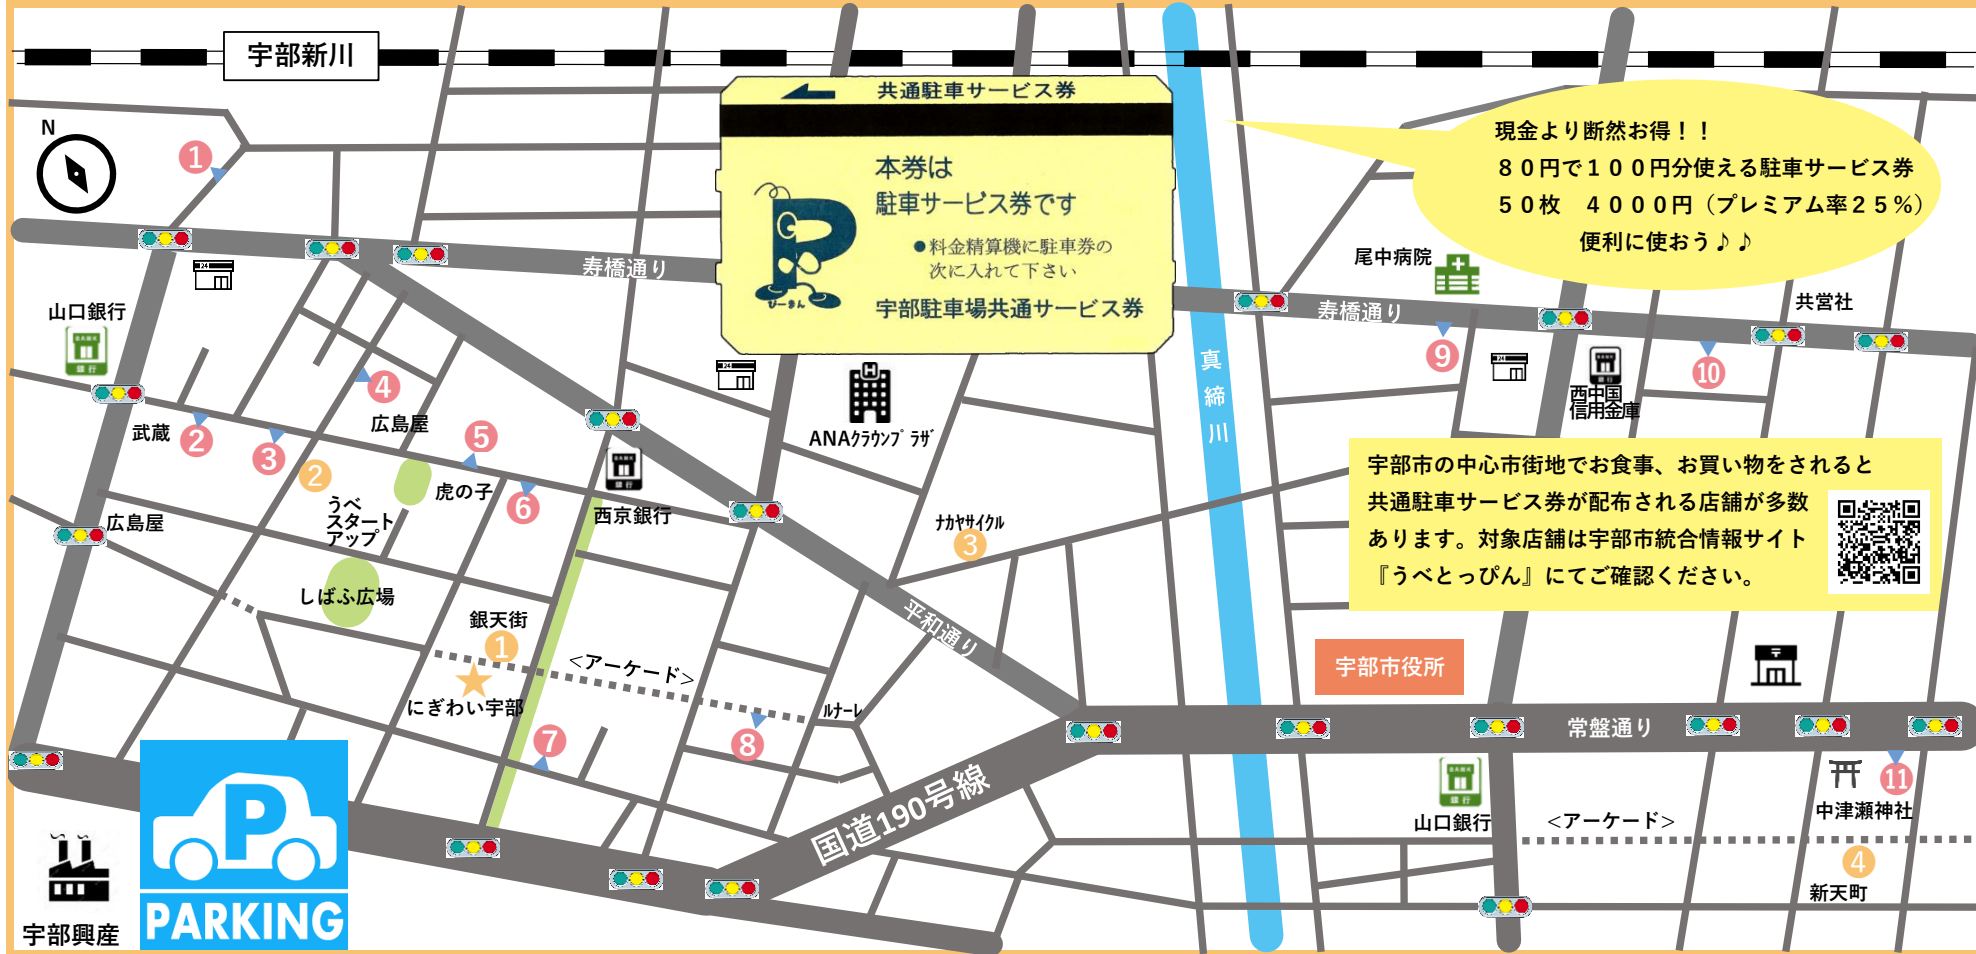 宇部新川
N
1
共通駐車サービス券
本券は
駐車サービス券です
●料金精算機に駐車券の
次に入れて下さい
ぴーさん
宇部駐車場共通サービス券
現金より断然お得！！
８０円で１００円分使える駐車サービス券
５０枚　４０００円（プレミアム率２５％）
便利に使おう♪♪
24
寿橋通り
尾中病院
共営社
寿橋通り
山口銀行
銀行
24
9
24
10
真締川
西中国
信用金庫
4
ANAクラウンプラザ
武蔵
2
3
広島屋
5
2
虎の子
6
銀行
西京銀行
うべ
スタート
アップ
広島屋
ナカヤサイクル
3
宇部市の中心市街地でお食事、お買い物をされると
共通駐車サービス券が配布される店舗が多数
あります。対象店舗は宇部市統合情報サイト
『うべとっぴん』にてご確認ください。
しばふ広場
銀天街
1
平和通り
<アーケード>
にぎわい宇部
ルナーレ
宇部市役所
〒
7
8
常盤通り
国道190号線
P
PARKING
宇部興産
銀行
山口銀行
<アーケード>
11
中津瀬神社
4
新天町